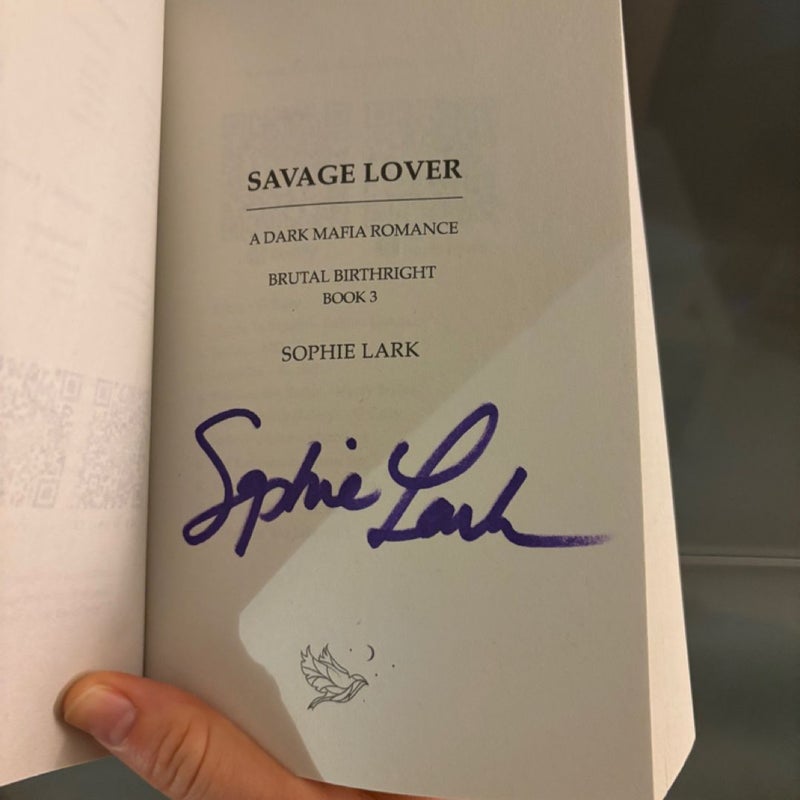 SAVAGE LOVER
A DARK MAFIA ROMANCE
BRUTAL BIRTHRIGHT
BOOK 3
SOPHIE LARK
Sophie Lark